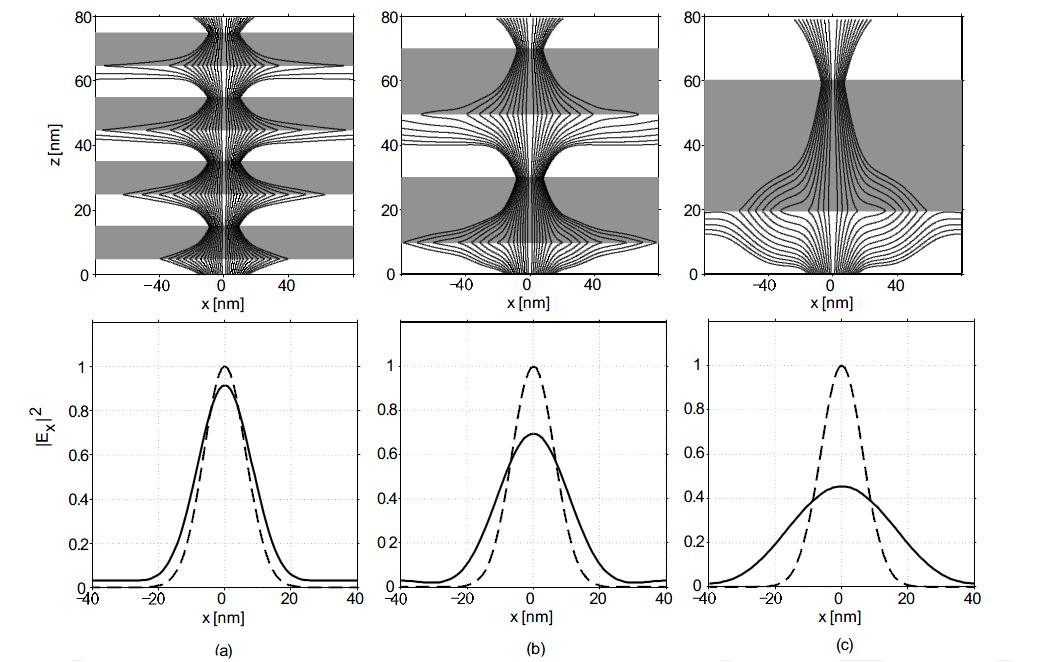 80 80 80
60 60 60
z [nm] 40 40 40
20 20 20
0 0 0
−40 0 40 −40 0 40 −40 0 40
x [nm] x [nm] x [nm]
1 1 1
0.8 0.8 0.8
|Ex|2 0.6 0.6 0.6
0.4 0.4 0.4
0.2 0 2 0.2
0 0 0
−40 −20 0 20 40 −40 −20 0 20 40 −40 −20 0 20 40
x [nm] x [nm] x [nm]
(a) (b) (c)